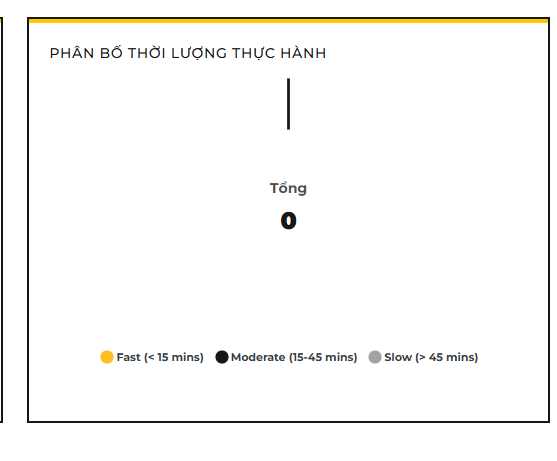 PHÂN BỐ THỜI LƯỢNG THỰC HÀNH
Tổng
0
Fast (< 15 mins) Moderate (15-45 mins) Slow (> 45 mins)